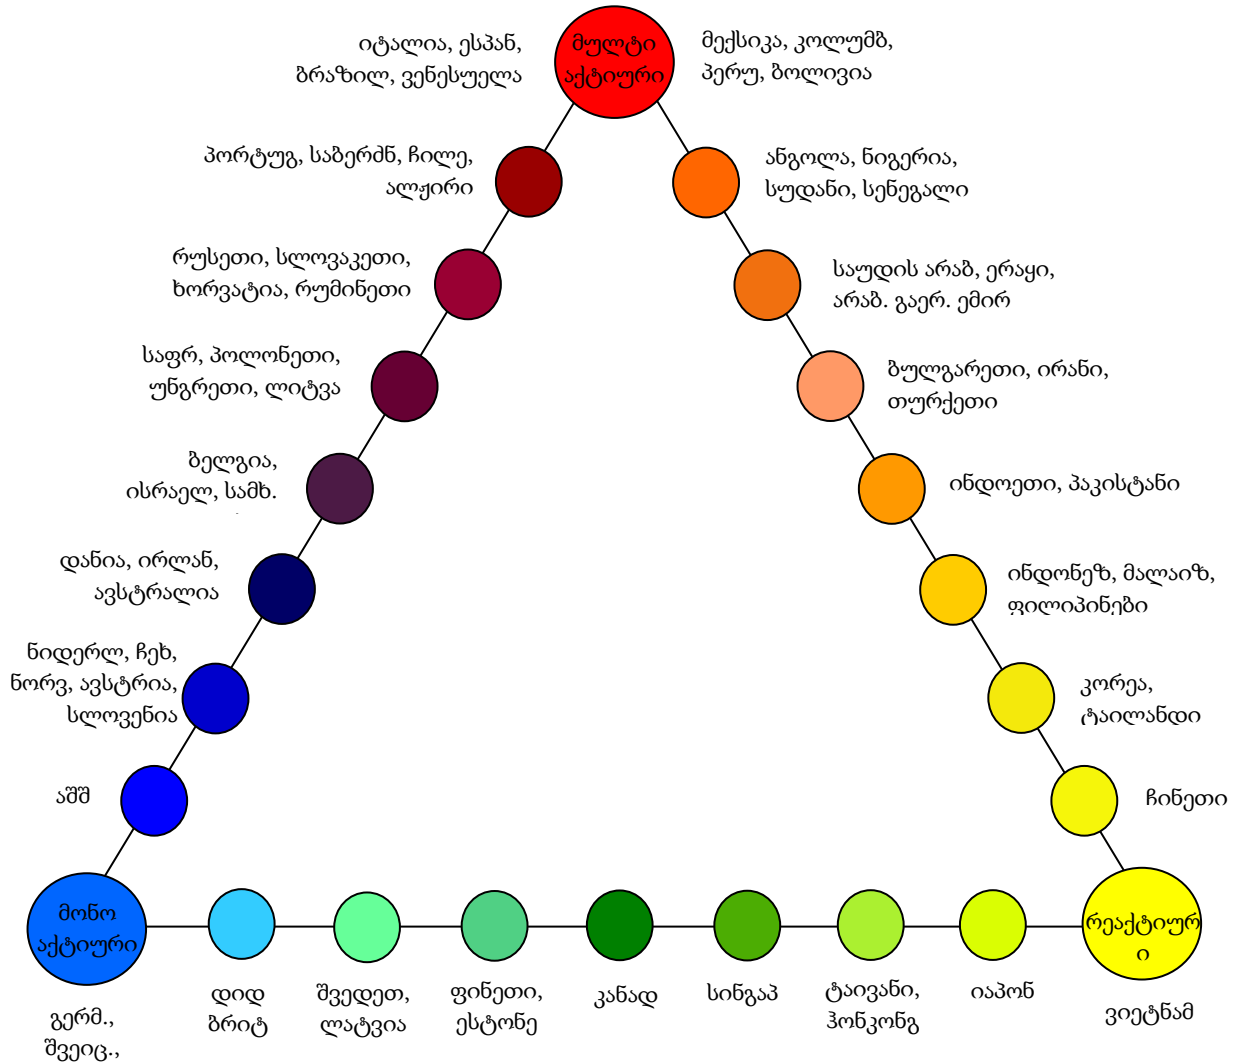 იტალია, ესპან,
ბრაზილ, ვენესუელა
მულტი
აქტიური
მექსიკა, კოლუმბ,
პერუ, ბოლივია
პორტუგ, საბერძნ, ჩილე,
ალჟირი
ანგოლა, ნიგერია,
სუდანი, სენეგალი
რუსეთი, სლოვაკეთი,
ხორვატია, რუმინეთი
საუდის არაბ, ერაყი,
არაბ. გაერ. ემირ
საფრ, პოლონეთი,
უნგრეთი, ლიტვა
ბულგარეთი, ირანი,
თურქეთი
ბელგია,
ისრაელ, სამხ.
ინდოეთი, პაკისტანი
დანია, ირლან,
ავსტრალია
ინდონეზ, მალაიზ,
ფილიპინები
ნიდერლ, ჩეხ,
ნორვ, ავსტრია,
სლოვენია
კორეა,
ტაილანდი
აშშ
ჩინეთი
მონო
აქტიური
რეაქტიურ
ი
დიდ
ბრიტ
შვედეთ,
ლატვია
ფინეთი,
ესტონე
კანად
სინგაპ
ტაივანი,
ჰონკონგ
იაპონ
ვიეტნამ
გერმ.,
შვეიც.,